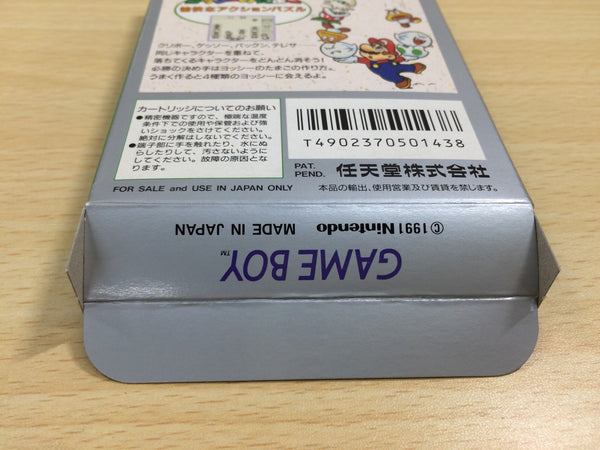 愉快なアクションパズル
クリボー、ゲッソー、パックン、テレサ
同じキャラクターを重ねて、
落ちてくるキャラクターをどんどん消そう!
必勝の決め手はヨッシーのたまごの作り方。
うまく作ると4種類のヨッシーに会えるよ。
カートリッジについてのお願い
●精密機器ですので、極端な温度
条件下での使用や保管および強
いショックをさけてください。
絶対に分解はしないでください。
●端子部に手を触れたり、水にぬ
らしたりして、汚さないようにし
てください。故障の原因となりま
す。
T4902370501438
PAT.
PEND.
任天堂株式会社
FOR SALE and USE IN JAPAN ONLY
本品の輸出、使用営業及び賃貸を禁じます。
© 1991 Nintendo MADE IN JAPAN
GAME BOY™